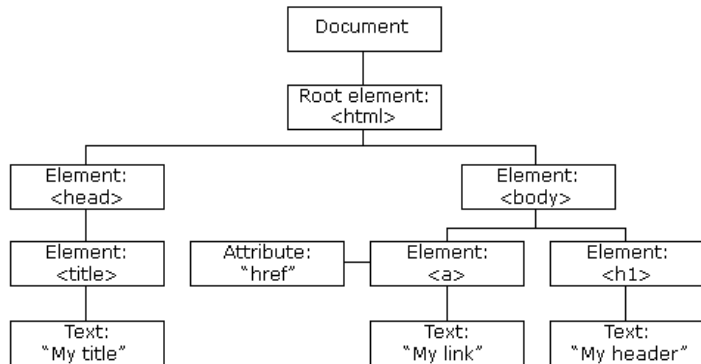 Document
Root element:
<html>
Element:
<head>
Element:
<body>
Element:
<title>
Attribute:
“href”
Element:
<a>
Element:
<h1>
Text:
“My title”
Text:
“My link”
Text:
“My header”